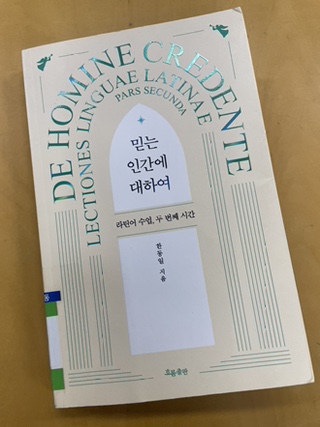 DE HOMINE CREDENTE
LECTIONES LINGUAE LATINAE
PARS SECUNDA
믿는
인간에
대하여
라틴어 수업, 두 번째 시간
한동일 지음
흐름출판